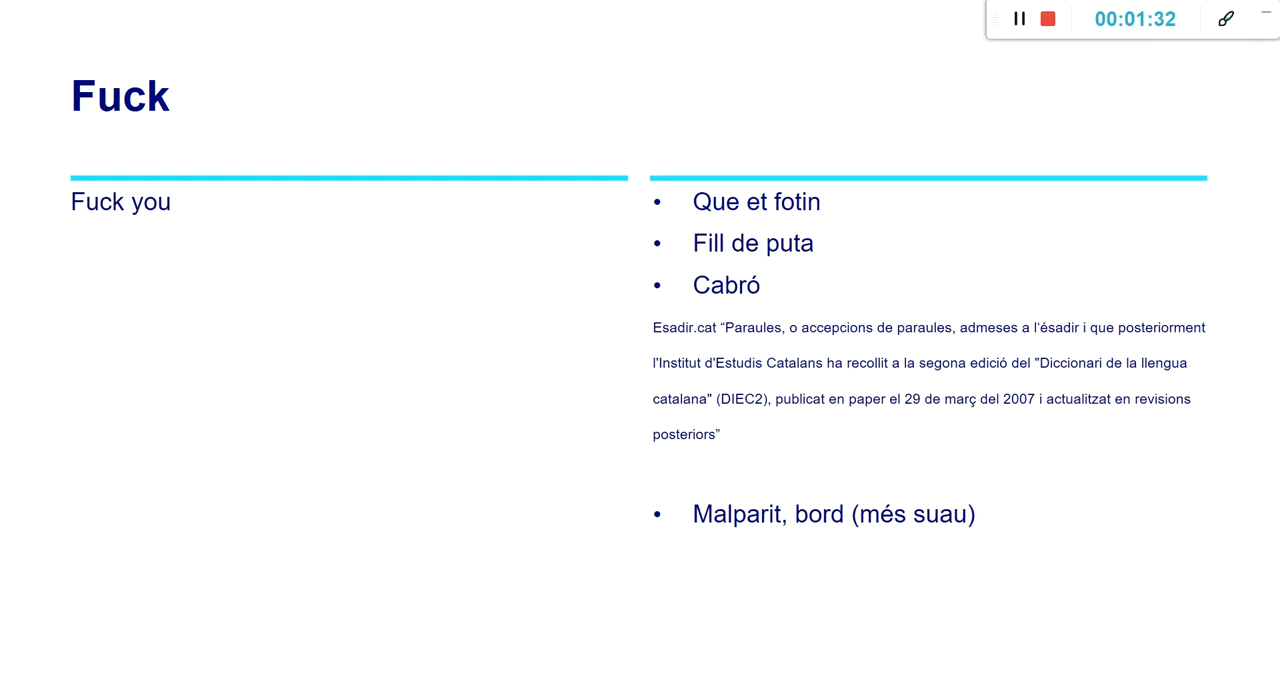 00:01:32
Fuck
Fuck you
• Que et fotin
• Fill de puta
• Cabró
Esadir.cat “Paraules, o accepcions de paraules, admeses a l‘ésadir i que posteriorment
l'Institut d'Estudis Catalans ha recollit a la segona edició del "Diccionari de la llengua
catalana" (DIEC2), publicat en paper el 29 de març del 2007 i actualitzat en revisions
posteriors”
• Malparit, bord (més suau)